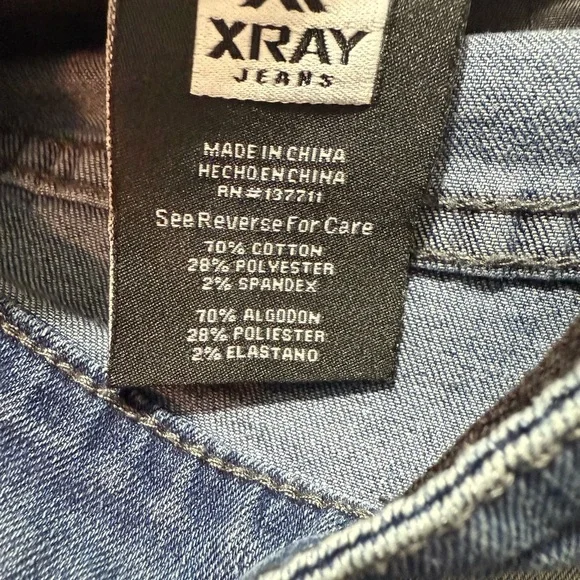 XRAY
JEANS
MADE IN CHINA
HECHO EN CHINA
RN #137711
See Reverse For Care
70% COTTON
28% POLYESTER
2% SPANDEX
70% ALGODON
28% POLIESTER
2% ELASTANO